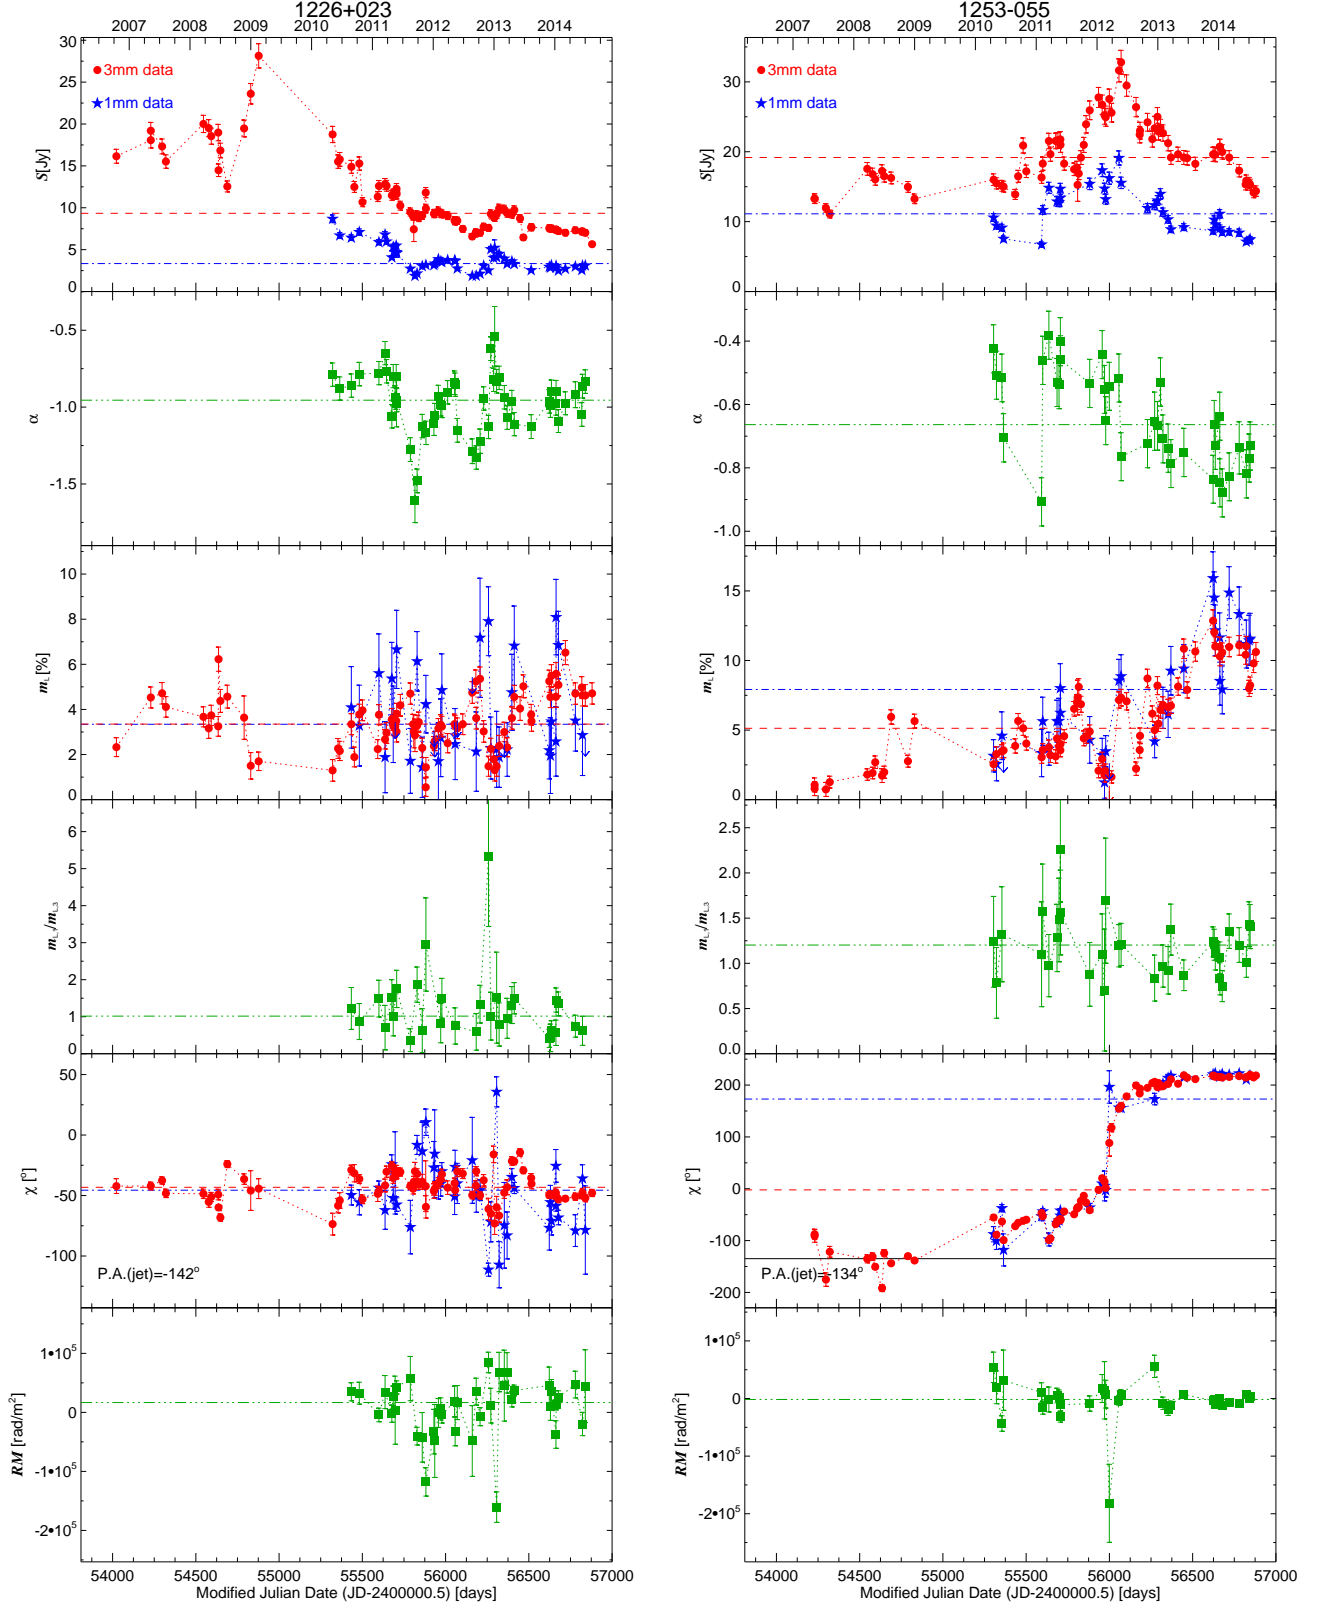 1226+023
2007 2008 2009 2010 2011 2012 2013 2014
30
25
20
15
10
5
0
S[Jy]
3mm data
1mm data
-0.5
-1.0
-1.5
α
10
8
6
4
2
0
mL[%]
6
5
4
3
2
1
0
50
0
-50
-100
χ [°]
P.A.(jet)=-142°
1•10⁵
0
-1•10⁵
-2•10⁵
RM [rad/m²]
54000 54500 55000 55500 56000 56500 57000
Modified Julian Date (JD-2400000.5) [days]
1253-055
2007 2008 2009 2010 2011 2012 2013 2014
30
20
10
0
S[Jy]
3mm data
1mm data
-0.4
-0.6
-0.8
-1.0
α
15
10
5
0
mL[%]
2.5
2.0
1.5
1.0
0.5
0.0
200
100
0
-100
-200
χ [°]
P.A.(jet)=-134°
1•10⁵
0
-1•10⁵
-2•10⁵
RM [rad/m²]
54000 54500 55000 55500 56000 56500 57000
Modified Julian Date (JD-2400000.5) [days]